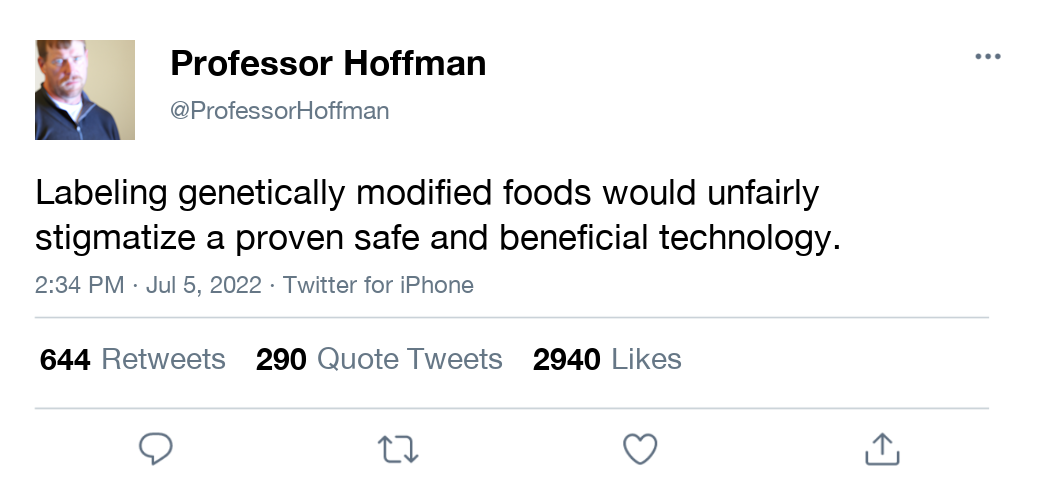 Professor Hoffman
@ProfessorHoffman
Labeling genetically modified foods would unfairly
stigmatize a proven safe and beneficial technology.
2:34 PM · Jul 5, 2022 · Twitter for iPhone
644 Retweets 290 Quote Tweets 2940 Likes